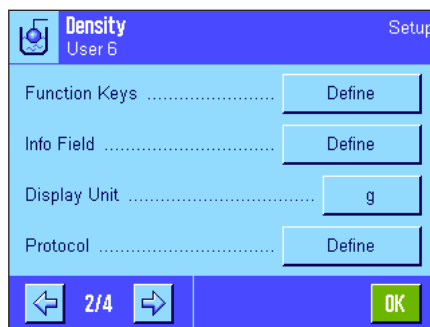 Density
User 6
Setup
Function Keys ........................ Define
Info Field ................................ Define
Display Unit ................................... g
Protocol ................................. Define
2/4
OK